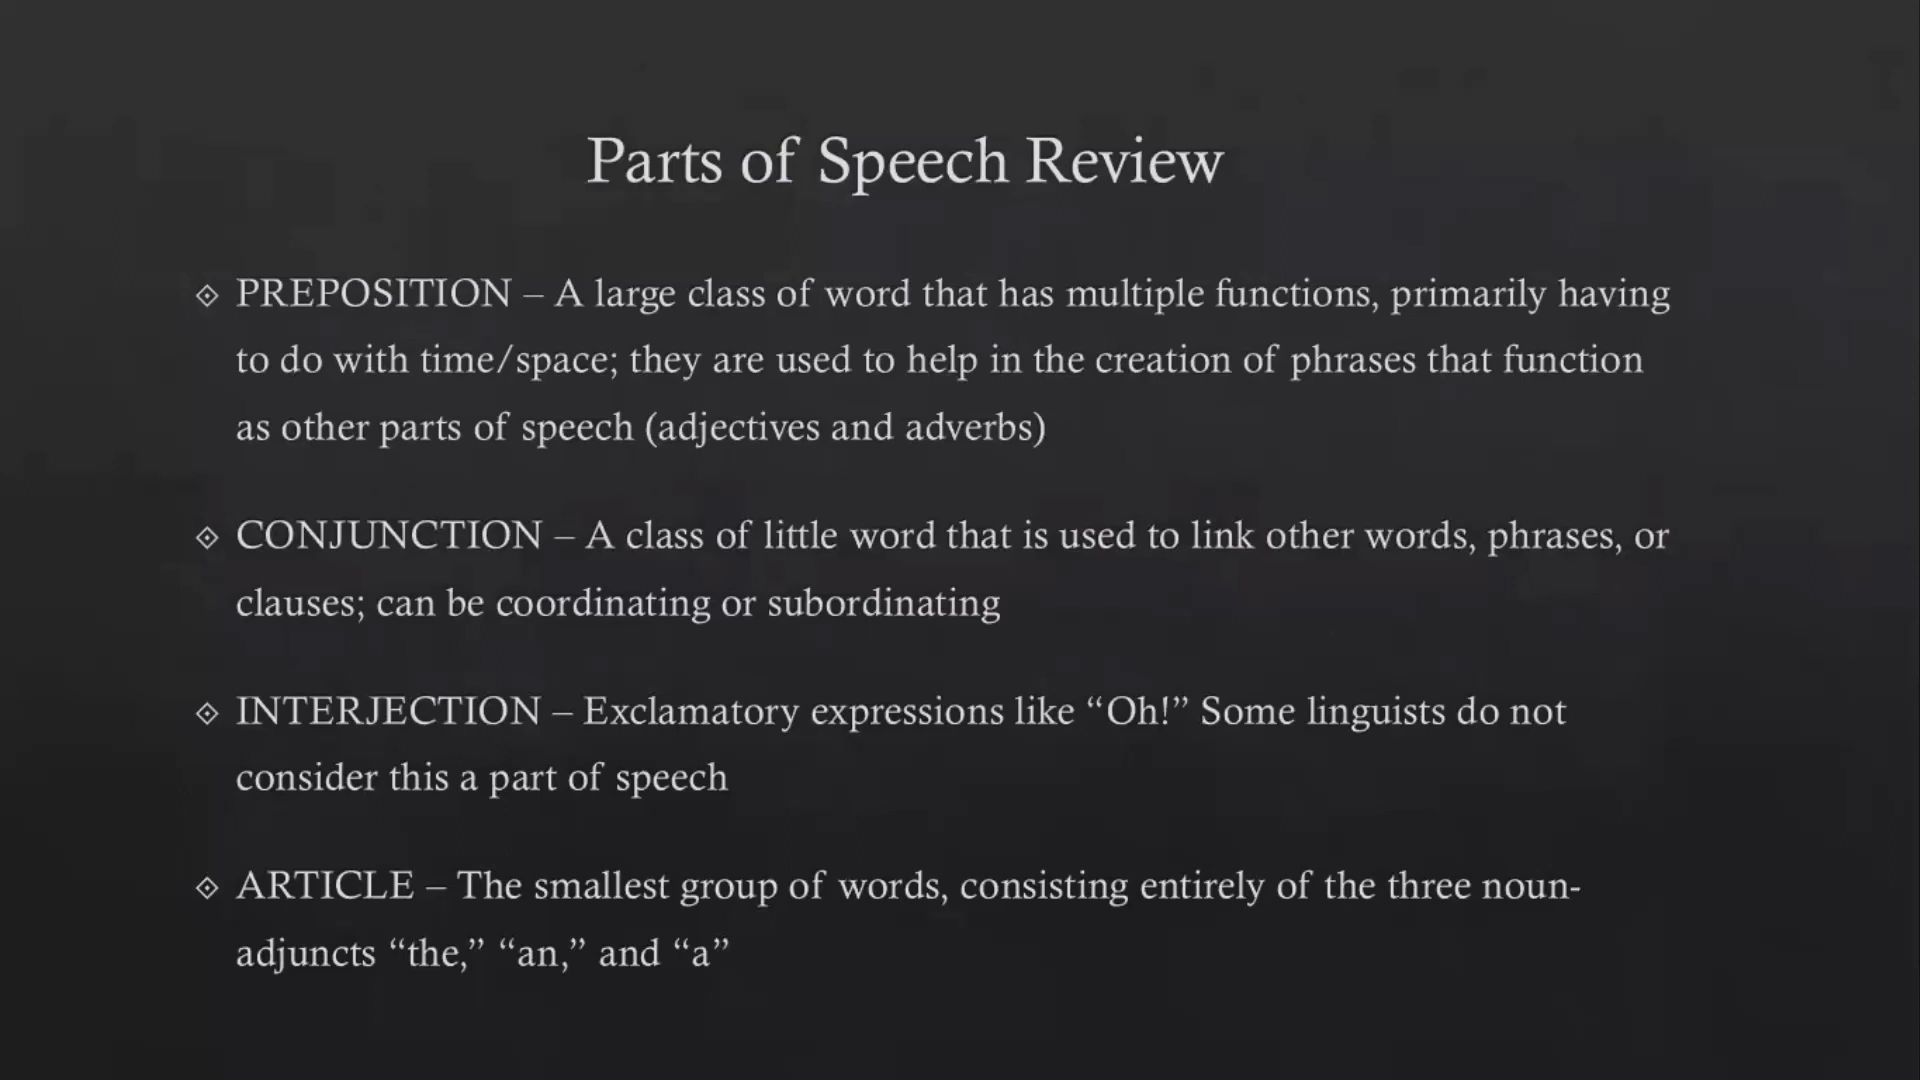 Parts of Speech Review
PREPOSITION – A large class of word that has multiple functions, primarily having
to do with time/space; they are used to help in the creation of phrases that function
as other parts of speech (adjectives and adverbs)
CONJUNCTION – A class of little word that is used to link other words, phrases, or
clauses; can be coordinating or subordinating
INTERJECTION – Exclamatory expressions like “Oh!” Some linguists do not
consider this a part of speech
ARTICLE – The smallest group of words, consisting entirely of the three noun-
adjuncts “the,” “an,” and “a”